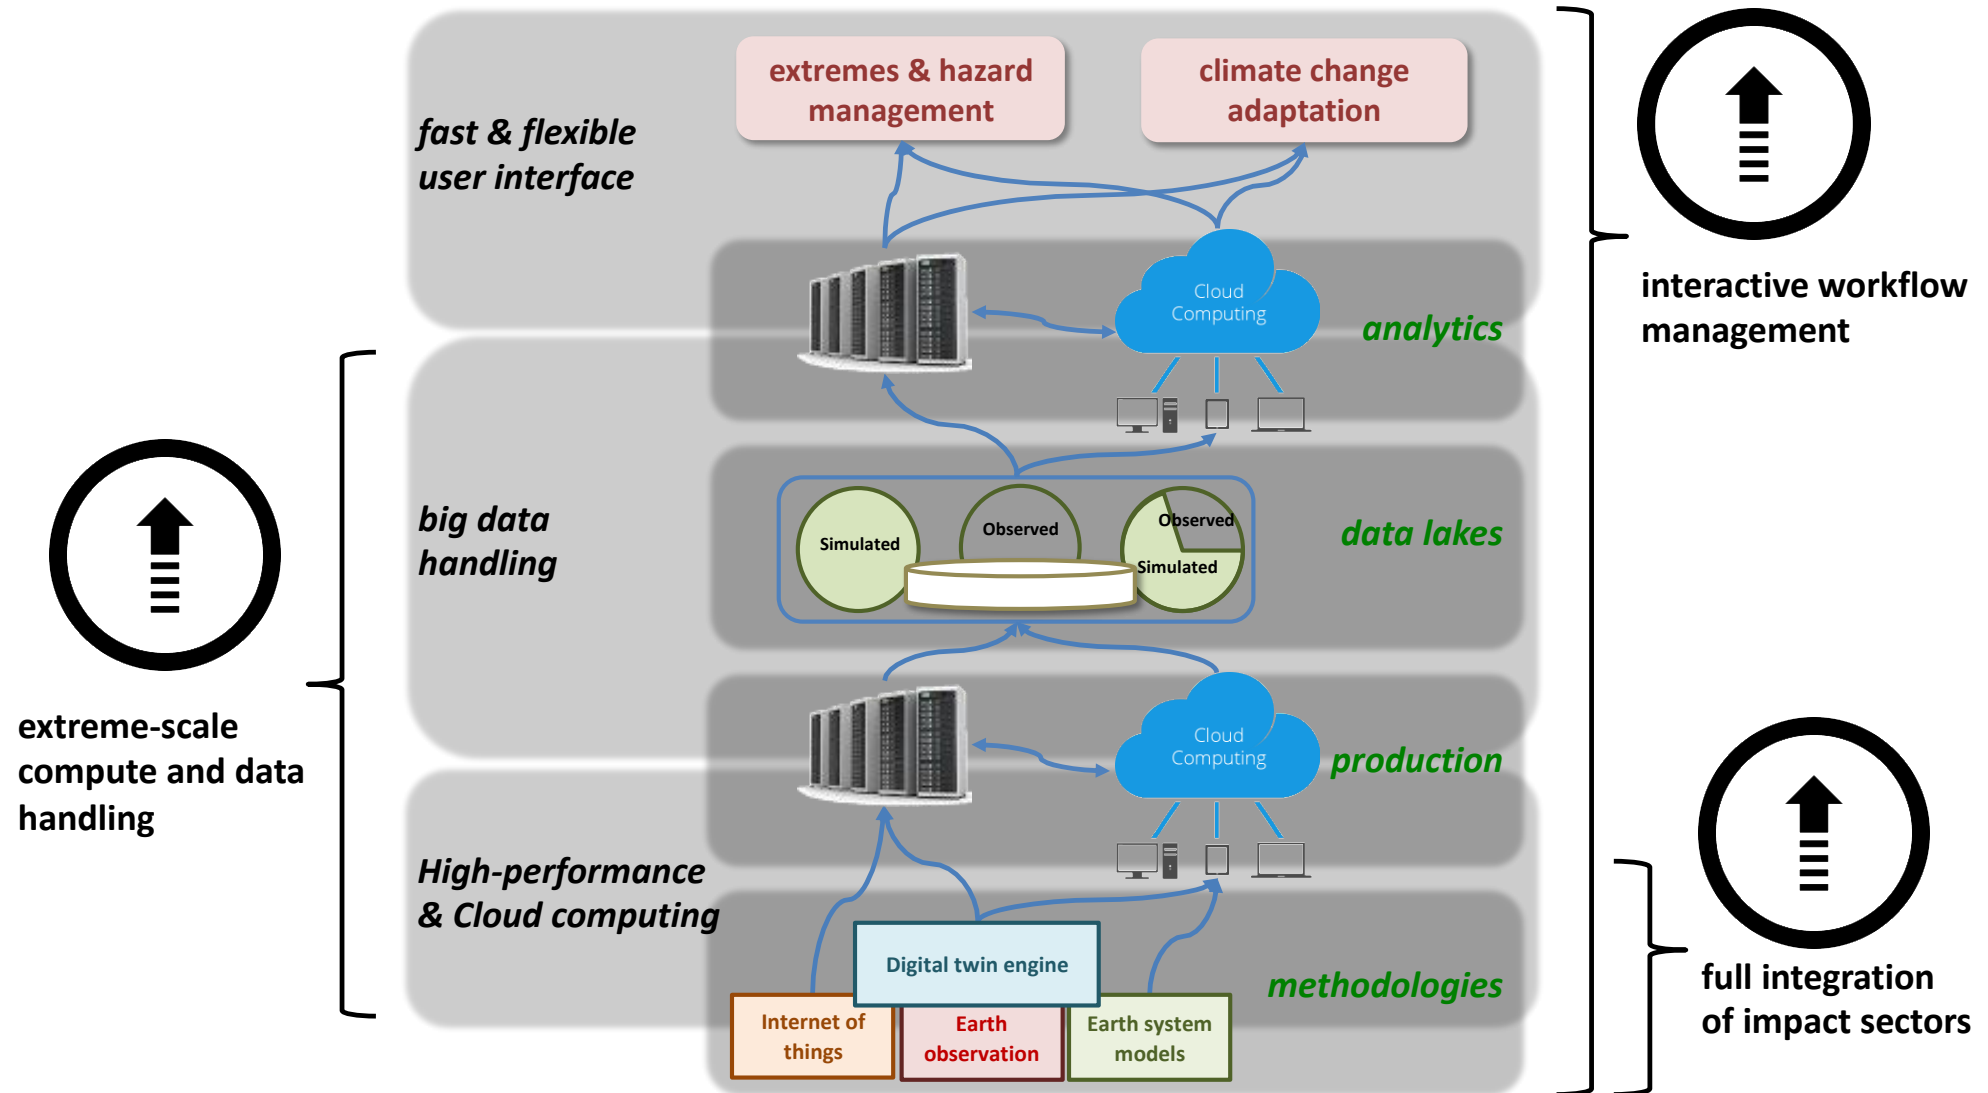 extremes & hazard
management
climate change
adaptation
fast & flexible
user interface
interactive workflow
management
Cloud
Computing
analytics
big data
handling
Simulated
Observed
Observed
Simulated
data lakes
extreme-scale
compute and data
handling
Cloud
Computing
production
High-performance
& Cloud computing
Digital twin engine
methodologies
Internet of
things
Earth
observation
Earth system
models
full integration
of impact sectors